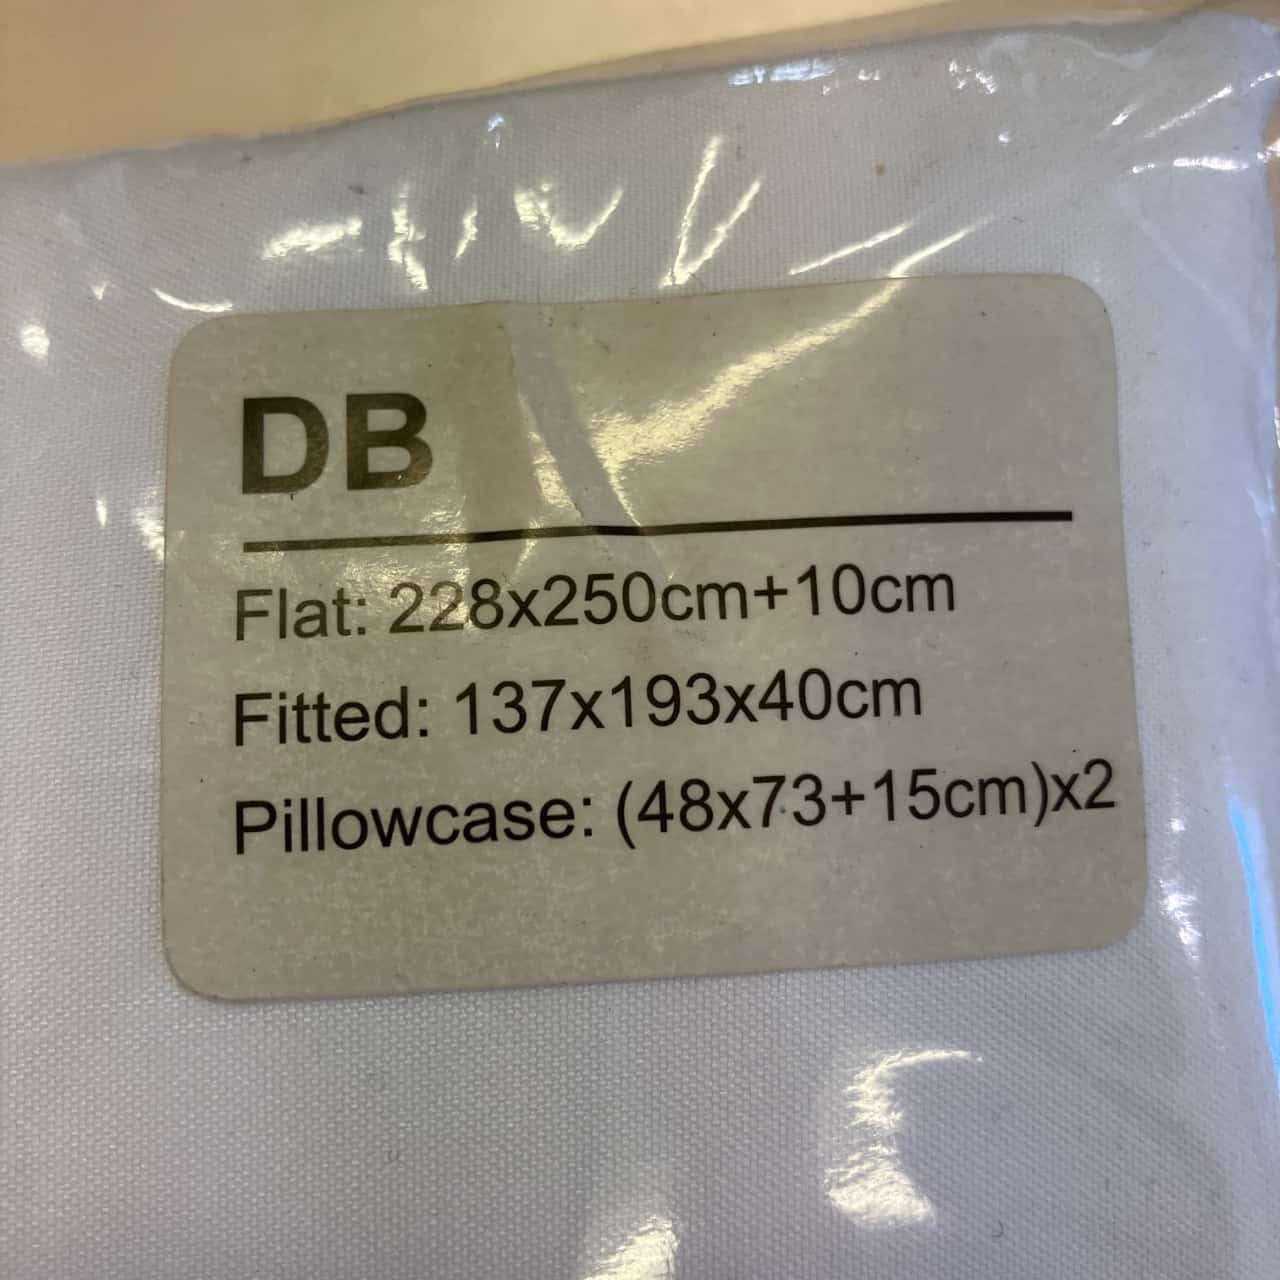 DB
Flat: 228x250cm+10cm
Fitted: 137x193x40cm
Pillowcase: (48x73+15cm)x2